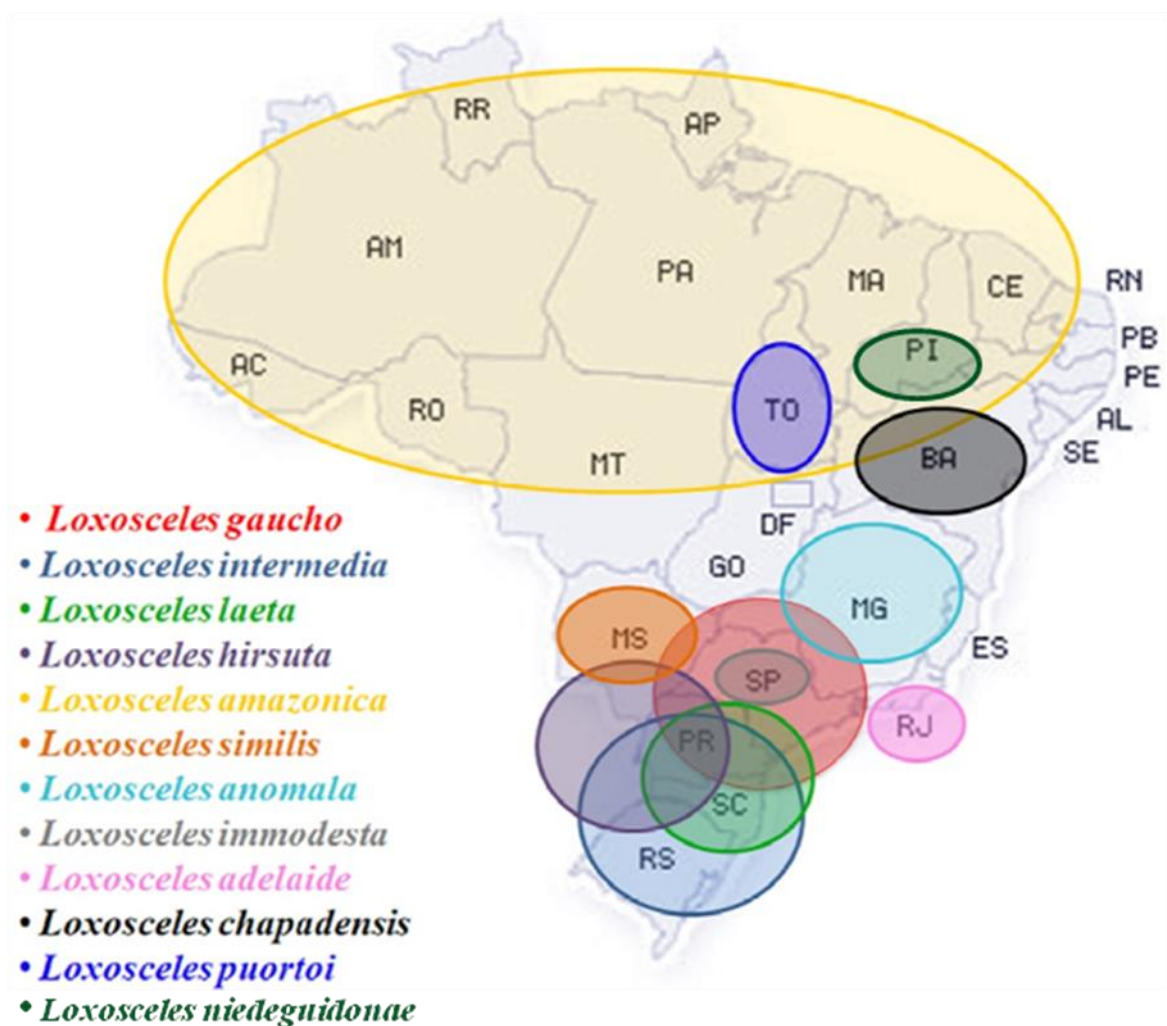 RR
AP
AM
PA
MA
CE
RN
PI
PB
AC
PE
RO
TO
AL
MT
BA
SE
DF
GO
MG
MS
ES
SP
RJ
PR
SC
RS
• Loxosceles gaucho
• Loxosceles intermedia
• Loxosceles laeta
• Loxosceles hirsuta
• Loxosceles amazonica
• Loxosceles similis
• Loxosceles anomala
• Loxosceles immodesta
• Loxosceles adelaide
• Loxosceles chapadensis
• Loxosceles puortoi
• Loxosceles niedeguidonae